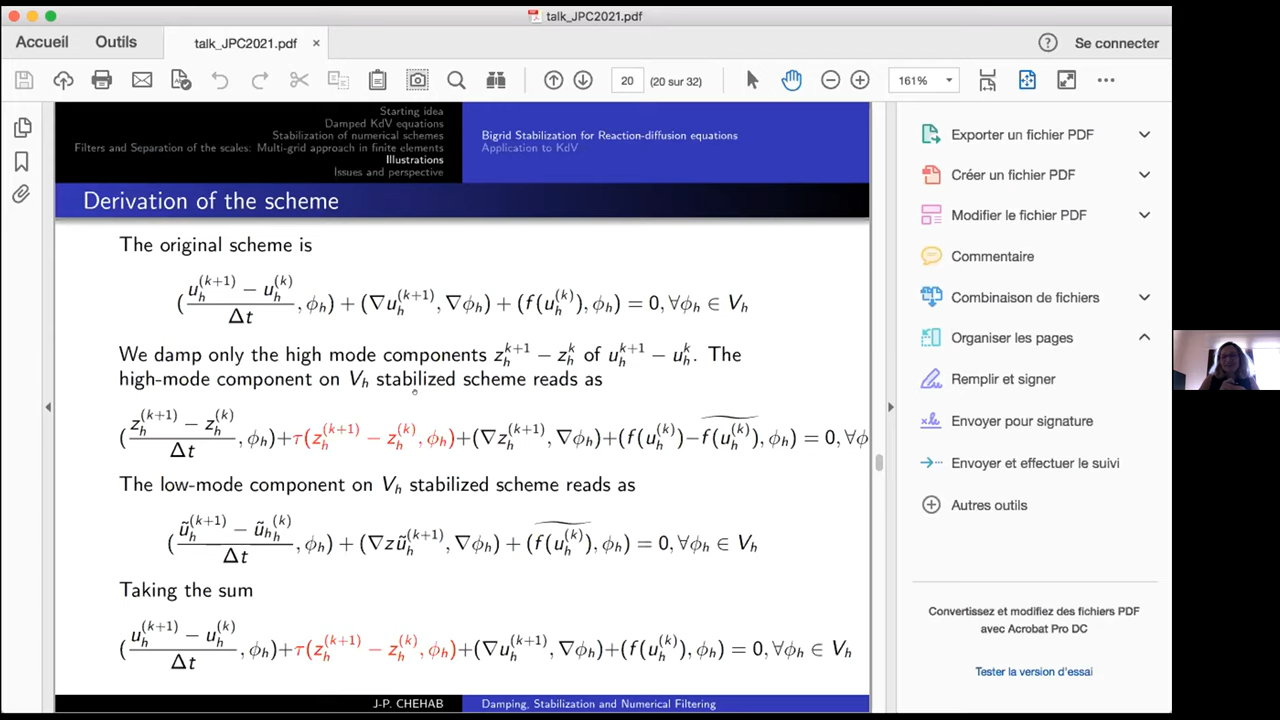 talk_JPC2021.pdf
Accueil Outils talk_JPC2021.pdf × ? Se connecter
20 (20 sur 32) 161%
Starting idea
Damped KdV equations
Stabilization of numerical schemes
Filters and Separation of the scales: Multi-grid approach in finite elements
Illustrations
Issues and perspective
Bigrid Stabilization for Reaction-diffusion equations
Application to KdV
Derivation of the scheme
The original scheme is
(\frac{u_h^{(k+1)} − u_h^{(k)}}{Δt}, ϕ_h) + (∇u_h^{(k+1)}, ∇ϕ_h) + (f(u_h^{(k)}), ϕ_h) = 0, ∀ϕ_h ∈ V_h
We damp only the high mode components z_h^{k+1} − z_h^k of u_h^{k+1} − u_h^k. The
high-mode component on V_h stabilized scheme reads as
(\frac{z_h^{(k+1)} − z_h^{(k)}}{Δt}, ϕ_h)+τ(z_h^{(k+1)} − z_h^{(k)}, ϕ_h)+(∇z_h^{(k+1)}, ∇ϕ_h)+(f(u_h^{(k)})−\widetilde{f(u_h^{(k)})}, ϕ_h) = 0, ∀ϕ
The low-mode component on V_h stabilized scheme reads as
(\frac{ũ_h^{(k+1)} − ũ_{h_h}^{(k)}}{Δt}, ϕ_h) + (∇zũ_h^{(k+1)}, ∇ϕ_h) + (\widetilde{f(u_h^{(k)})}, ϕ_h) = 0, ∀ϕ_h ∈ V_h
Taking the sum
(\frac{u_h^{(k+1)} − u_h^{(k)}}{Δt}, ϕ_h)+τ(z_h^{(k+1)} − z_h^{(k)}, ϕ_h)+(∇u_h^{(k+1)}, ∇ϕ_h)+(f(u_h^{(k)}), ϕ_h) = 0, ∀ϕ_h ∈ V_h
J-P. CHEHAB Damping, Stabilization and Numerical Filtering
Exporter un fichier PDF
Créer un fichier PDF
Modifier le fichier PDF
Commentaire
Combinaison de fichiers
Organiser les pages
Remplir et signer
Envoyer pour signature
Envoyer et effectuer le suivi
Autres outils
Convertissez et modifiez des fichiers PDF
avec Acrobat Pro DC
Tester la version d'essai